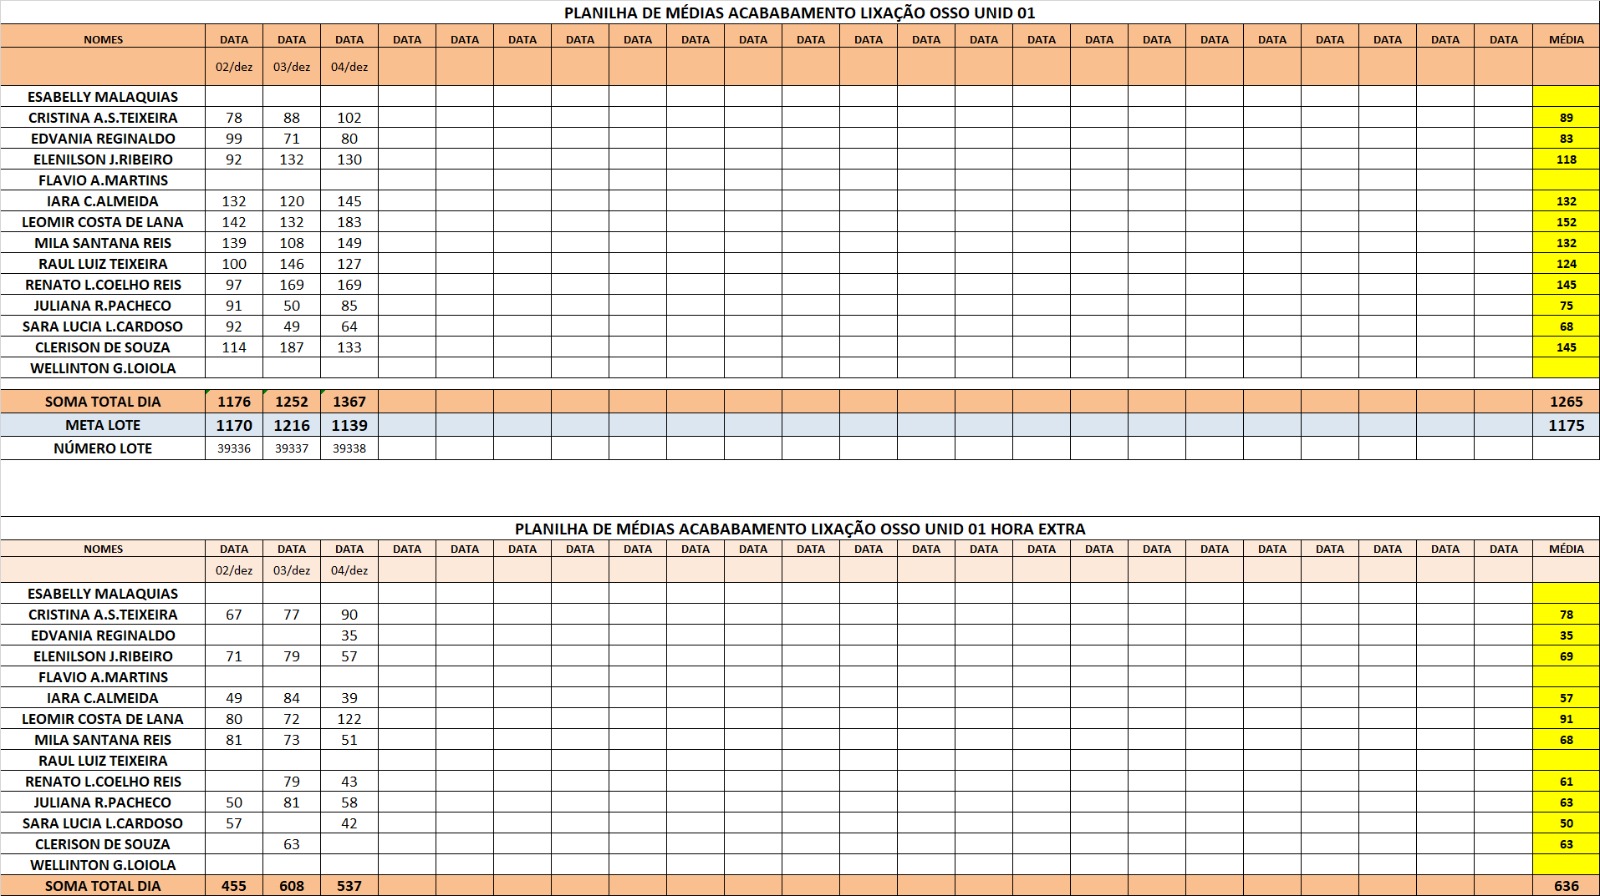 PLANILHA DE MÉDIAS ACABABAMENTO LIXAÇÃO OSSO UNID 01
NOMES DATA DATA DATA DATA DATA DATA DATA DATA DATA DATA DATA DATA DATA DATA DATA DATA DATA DATA DATA DATA DATA DATA DATA MÉDIA
02/dez 03/dez 04/dez
ESABELLY MALAQUIAS
CRISTINA A.S.TEIXEIRA 78 88 102 89
EDVANIA REGINALDO 99 71 80 83
ELENILSON J.RIBEIRO 92 132 130 118
FLAVIO A.MARTINS
IARA C.ALMEIDA 132 120 145 132
LEOMIR COSTA DE LANA 142 132 183 152
MILA SANTANA REIS 139 108 149 132
RAUL LUIZ TEIXEIRA 100 146 127 124
RENATO L.COELHO REIS 97 169 169 145
JULIANA R.PACHECO 91 50 85 75
SARA LUCIA L.CARDOSO 92 49 64 68
CLERISON DE SOUZA 114 187 133 145
WELLINTON G.LOIOLA
SOMA TOTAL DIA 1176 1252 1367 1265
META LOTE 1170 1216 1139 1175
NÚMERO LOTE 39336 39337 39338
PLANILHA DE MÉDIAS ACABABAMENTO LIXAÇÃO OSSO UNID 01 HORA EXTRA
NOMES DATA DATA DATA DATA DATA DATA DATA DATA DATA DATA DATA DATA DATA DATA DATA DATA DATA DATA DATA DATA DATA DATA DATA MÉDIA
02/dez 03/dez 04/dez
ESABELLY MALAQUIAS
CRISTINA A.S.TEIXEIRA 67 77 90 78
EDVANIA REGINALDO 35 35
ELENILSON J.RIBEIRO 71 79 57 69
FLAVIO A.MARTINS
IARA C.ALMEIDA 49 84 39 57
LEOMIR COSTA DE LANA 80 72 122 91
MILA SANTANA REIS 81 73 51 68
RAUL LUIZ TEIXEIRA
RENATO L.COELHO REIS 79 43 61
JULIANA R.PACHECO 50 81 58 63
SARA LUCIA L.CARDOSO 57 42 50
CLERISON DE SOUZA 63 63
WELLINTON G.LOIOLA
SOMA TOTAL DIA 455 608 537 636